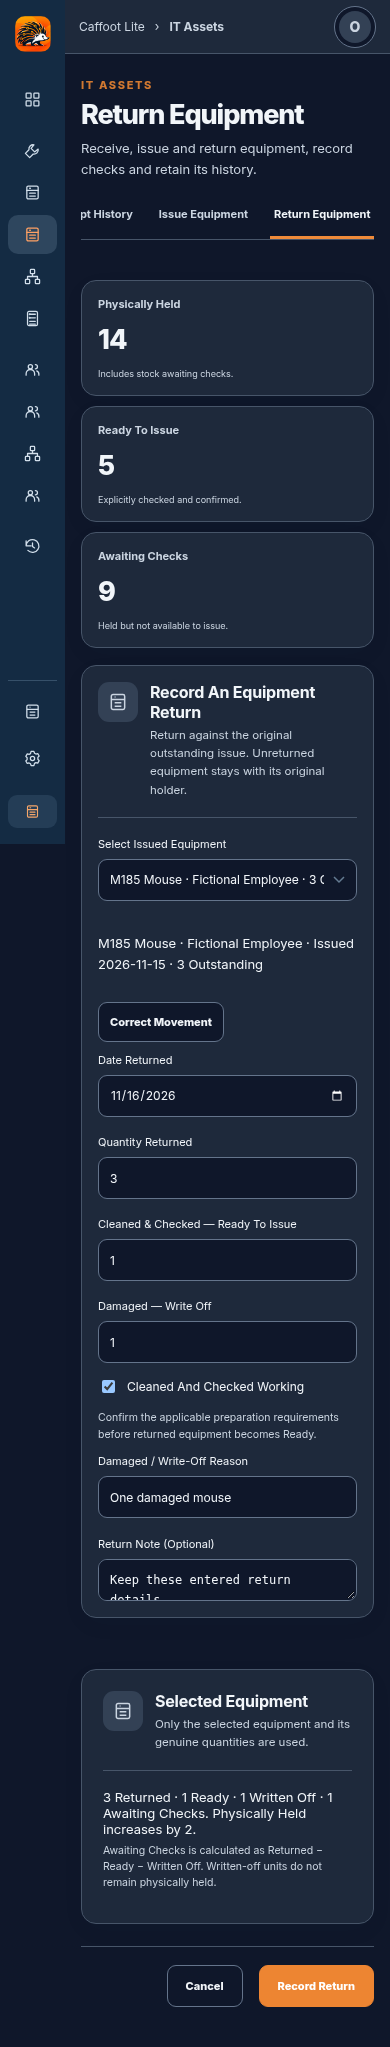 Caffoot Lite › IT Assets
O
IT ASSETS
Return Equipment
Receive, issue and return equipment, record
checks and retain its history.
pt History Issue Equipment Return Equipment
Physically Held
14
Includes stock awaiting checks.
Ready To Issue
5
Explicitly checked and confirmed.
Awaiting Checks
9
Held but not available to issue.
Record An Equipment
Return
Return against the original
outstanding issue. Unreturned
equipment stays with its original
holder.
Select Issued Equipment
M185 Mouse · Fictional Employee · 3
M185 Mouse · Fictional Employee · Issued
2026-11-15 · 3 Outstanding
Correct Movement
Date Returned
11/16/2026
Quantity Returned
3
Cleaned & Checked — Ready To Issue
1
Damaged — Write Off
1
Cleaned And Checked Working
Confirm the applicable preparation requirements
before returned equipment becomes Ready.
Damaged / Write-Off Reason
One damaged mouse
Return Note (Optional)
Keep these entered return
details
Selected Equipment
Only the selected equipment and its
genuine quantities are used.
3 Returned · 1 Ready · 1 Written Off · 1
Awaiting Checks. Physically Held
increases by 2.
Awaiting Checks is calculated as Returned −
Ready − Written Off. Written-off units do not
remain physically held.
Cancel Record Return